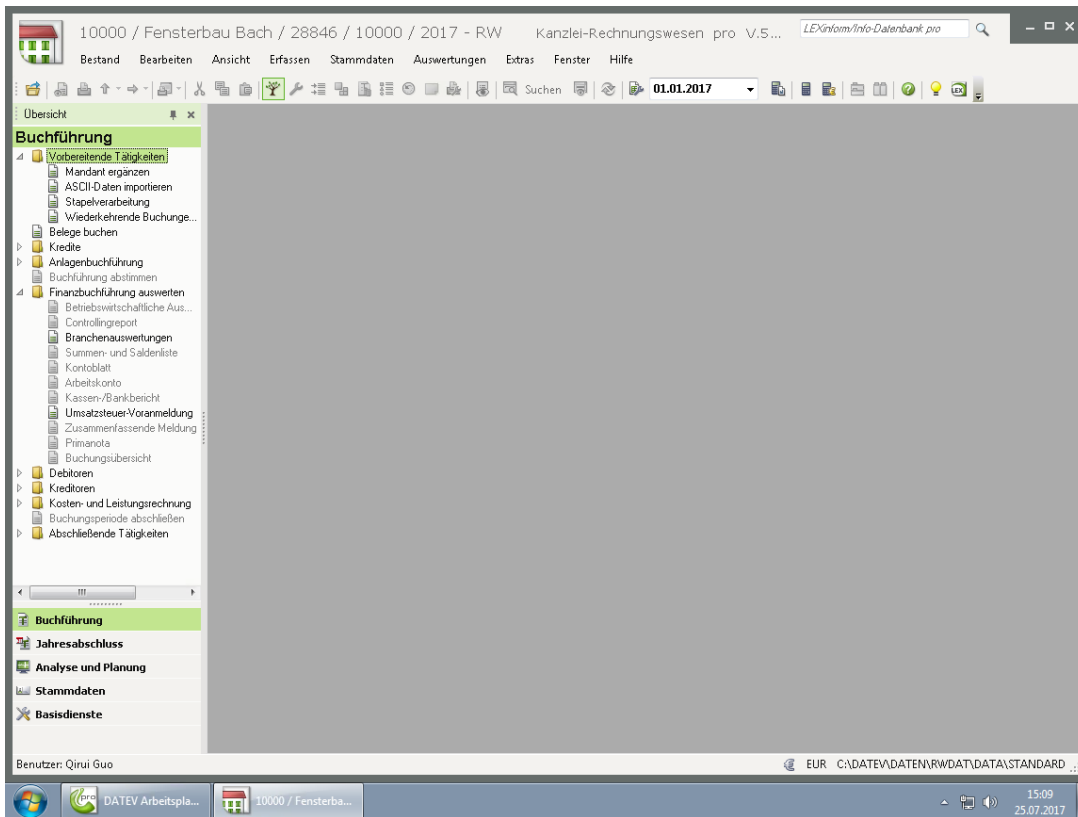 10000 / Fensterbau Bach / 28846 / 10000 / 2017 - RW Kanzlei-Rechnungswesen pro V.5...
LEXinform/Info-Datenbank pro
Bestand Bearbeiten Ansicht Erfassen Stammdaten Auswertungen Extras Fenster Hilfe
Suchen 01.01.2017 LEX
Übersicht
Buchführung
Vorbereitende Tätigkeiten
Mandant ergänzen
ASCII-Daten importieren
Stapelverarbeitung
Wiederkehrende Buchunge...
Belege buchen
Kredite
Anlagenbuchführung
Buchführung abstimmen
Finanzbuchführung auswerten
Betriebswirtschaftliche Aus...
Controllingreport
Branchenauswertungen
Summen- und Saldenliste
Kontoblatt
Arbeitskonto
Kassen-/Bankbericht
Umsatzsteuer-Voranmeldung
Zusammenfassende Meldung
Primanota
Buchungsübersicht
Debitoren
Kreditoren
Kosten- und Leistungsrechnung
Buchungsperiode abschließen
Abschließende Tätigkeiten
Buchführung
Jahresabschluss
Analyse und Planung
Stammdaten
Basisdienste
Benutzer: Qirui Guo EUR C:\DATEV\DATEN\RWDAT\DATA\STANDARD
pro DATEV Arbeitspla... 10000 / Fensterba... 15:09
25.07.2017